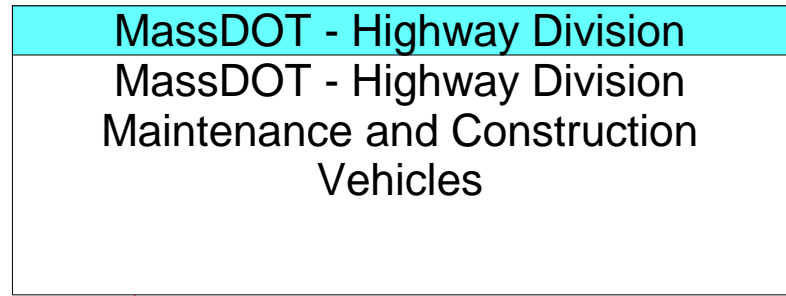 MassDOT - Highway Division
MassDOT - Highway Division
Maintenance and Construction
Vehicles